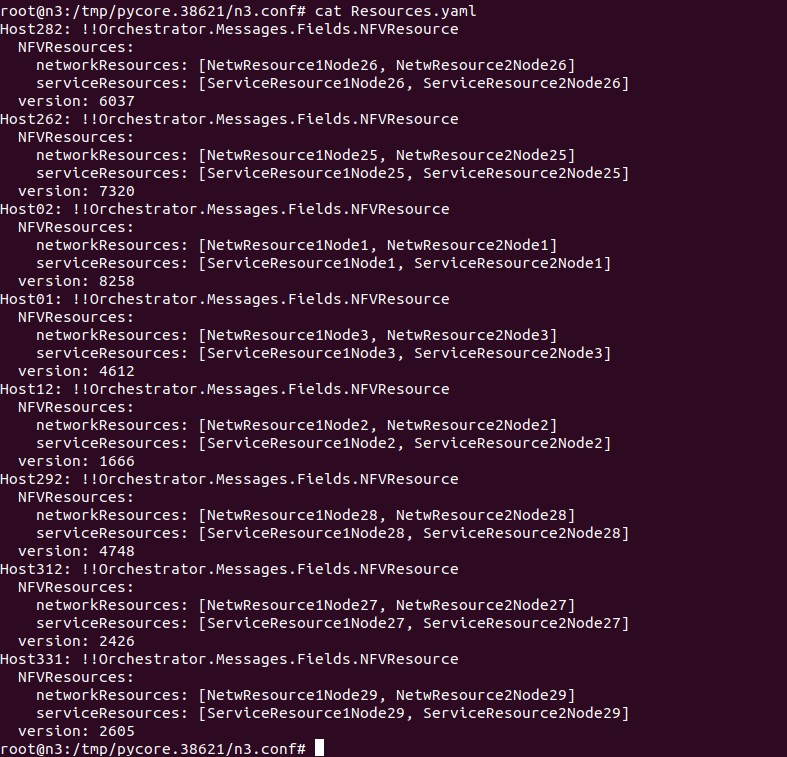 root@n3:/tmp/pycore.38621/n3.conf# cat Resources.yaml
Host282: !!Orchestrator.Messages.Fields.NFVResource
  NFVResources:
    networkResources: [NetwResource1Node26, NetwResource2Node26]
    serviceResources: [ServiceResource1Node26, ServiceResource2Node26]
  version: 6037
Host262: !!Orchestrator.Messages.Fields.NFVResource
  NFVResources:
    networkResources: [NetwResource1Node25, NetwResource2Node25]
    serviceResources: [ServiceResource1Node25, ServiceResource2Node25]
  version: 7320
Host02: !!Orchestrator.Messages.Fields.NFVResource
  NFVResources:
    networkResources: [NetwResource1Node1, NetwResource2Node1]
    serviceResources: [ServiceResource1Node1, ServiceResource2Node1]
  version: 8258
Host01: !!Orchestrator.Messages.Fields.NFVResource
  NFVResources:
    networkResources: [NetwResource1Node3, NetwResource2Node3]
    serviceResources: [ServiceResource1Node3, ServiceResource2Node3]
  version: 4612
Host12: !!Orchestrator.Messages.Fields.NFVResource
  NFVResources:
    networkResources: [NetwResource1Node2, NetwResource2Node2]
    serviceResources: [ServiceResource1Node2, ServiceResource2Node2]
  version: 1666
Host292: !!Orchestrator.Messages.Fields.NFVResource
  NFVResources:
    networkResources: [NetwResource1Node28, NetwResource2Node28]
    serviceResources: [ServiceResource1Node28, ServiceResource2Node28]
  version: 4748
Host312: !!Orchestrator.Messages.Fields.NFVResource
  NFVResources:
    networkResources: [NetwResource1Node27, NetwResource2Node27]
    serviceResources: [ServiceResource1Node27, ServiceResource2Node27]
  version: 2426
Host331: !!Orchestrator.Messages.Fields.NFVResource
  NFVResources:
    networkResources: [NetwResource1Node29, NetwResource2Node29]
    serviceResources: [ServiceResource1Node29, ServiceResource2Node29]
  version: 2605
root@n3:/tmp/pycore.38621/n3.conf#